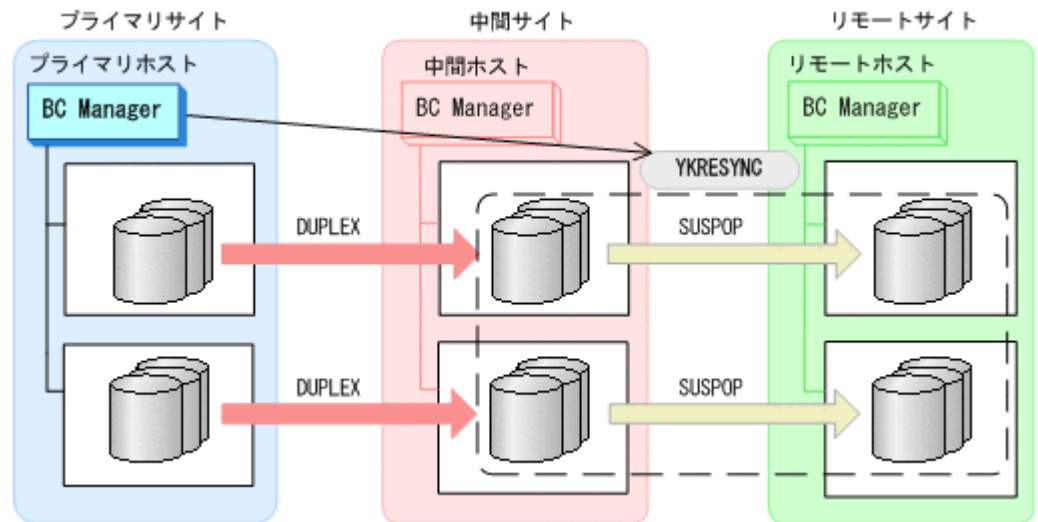 プライマリサイト
中間サイト
リモートサイト
プライマリホスト
中間ホスト
リモートホスト
BC Manager
BC Manager
BC Manager
YKRESYNC
DUPLEX
SUSPOP
DUPLEX
SUSPOP